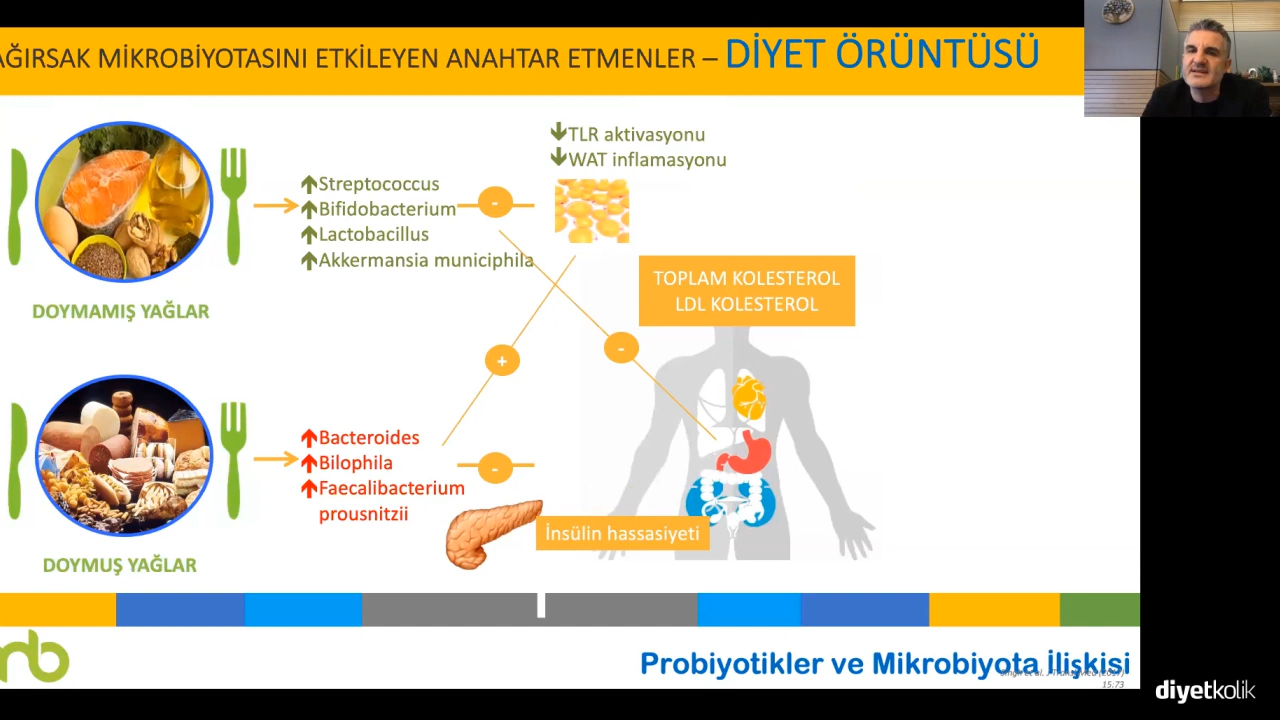 AĞIRSAK MİKROBİYOTASINI ETKİLEYEN ANAHTAR ETMENLER – DİYET ÖRÜNTÜSÜ
TLR aktivasyonu
WAT inflamasyonu
Streptococcus
Bifidobacterium
Lactobacillus
Akkermansia municiphila
-
DOYMAMIŞ YAĞLAR
TOPLAM KOLESTEROL
LDL KOLESTEROL
-
+
Bacteroides
Bilophila
Faecalibacterium
prousnitzii
-
İnsülin hassasiyeti
DOYMUŞ YAĞLAR
Probiyotikler ve Mikrobiyota İlişkisi
15:73
diyetkolik